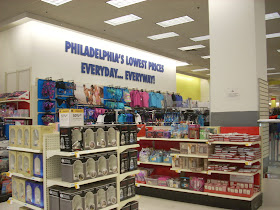 PHILADELPHIA'S LOWEST PRICES
EVERYDAY... EVERYWAY!